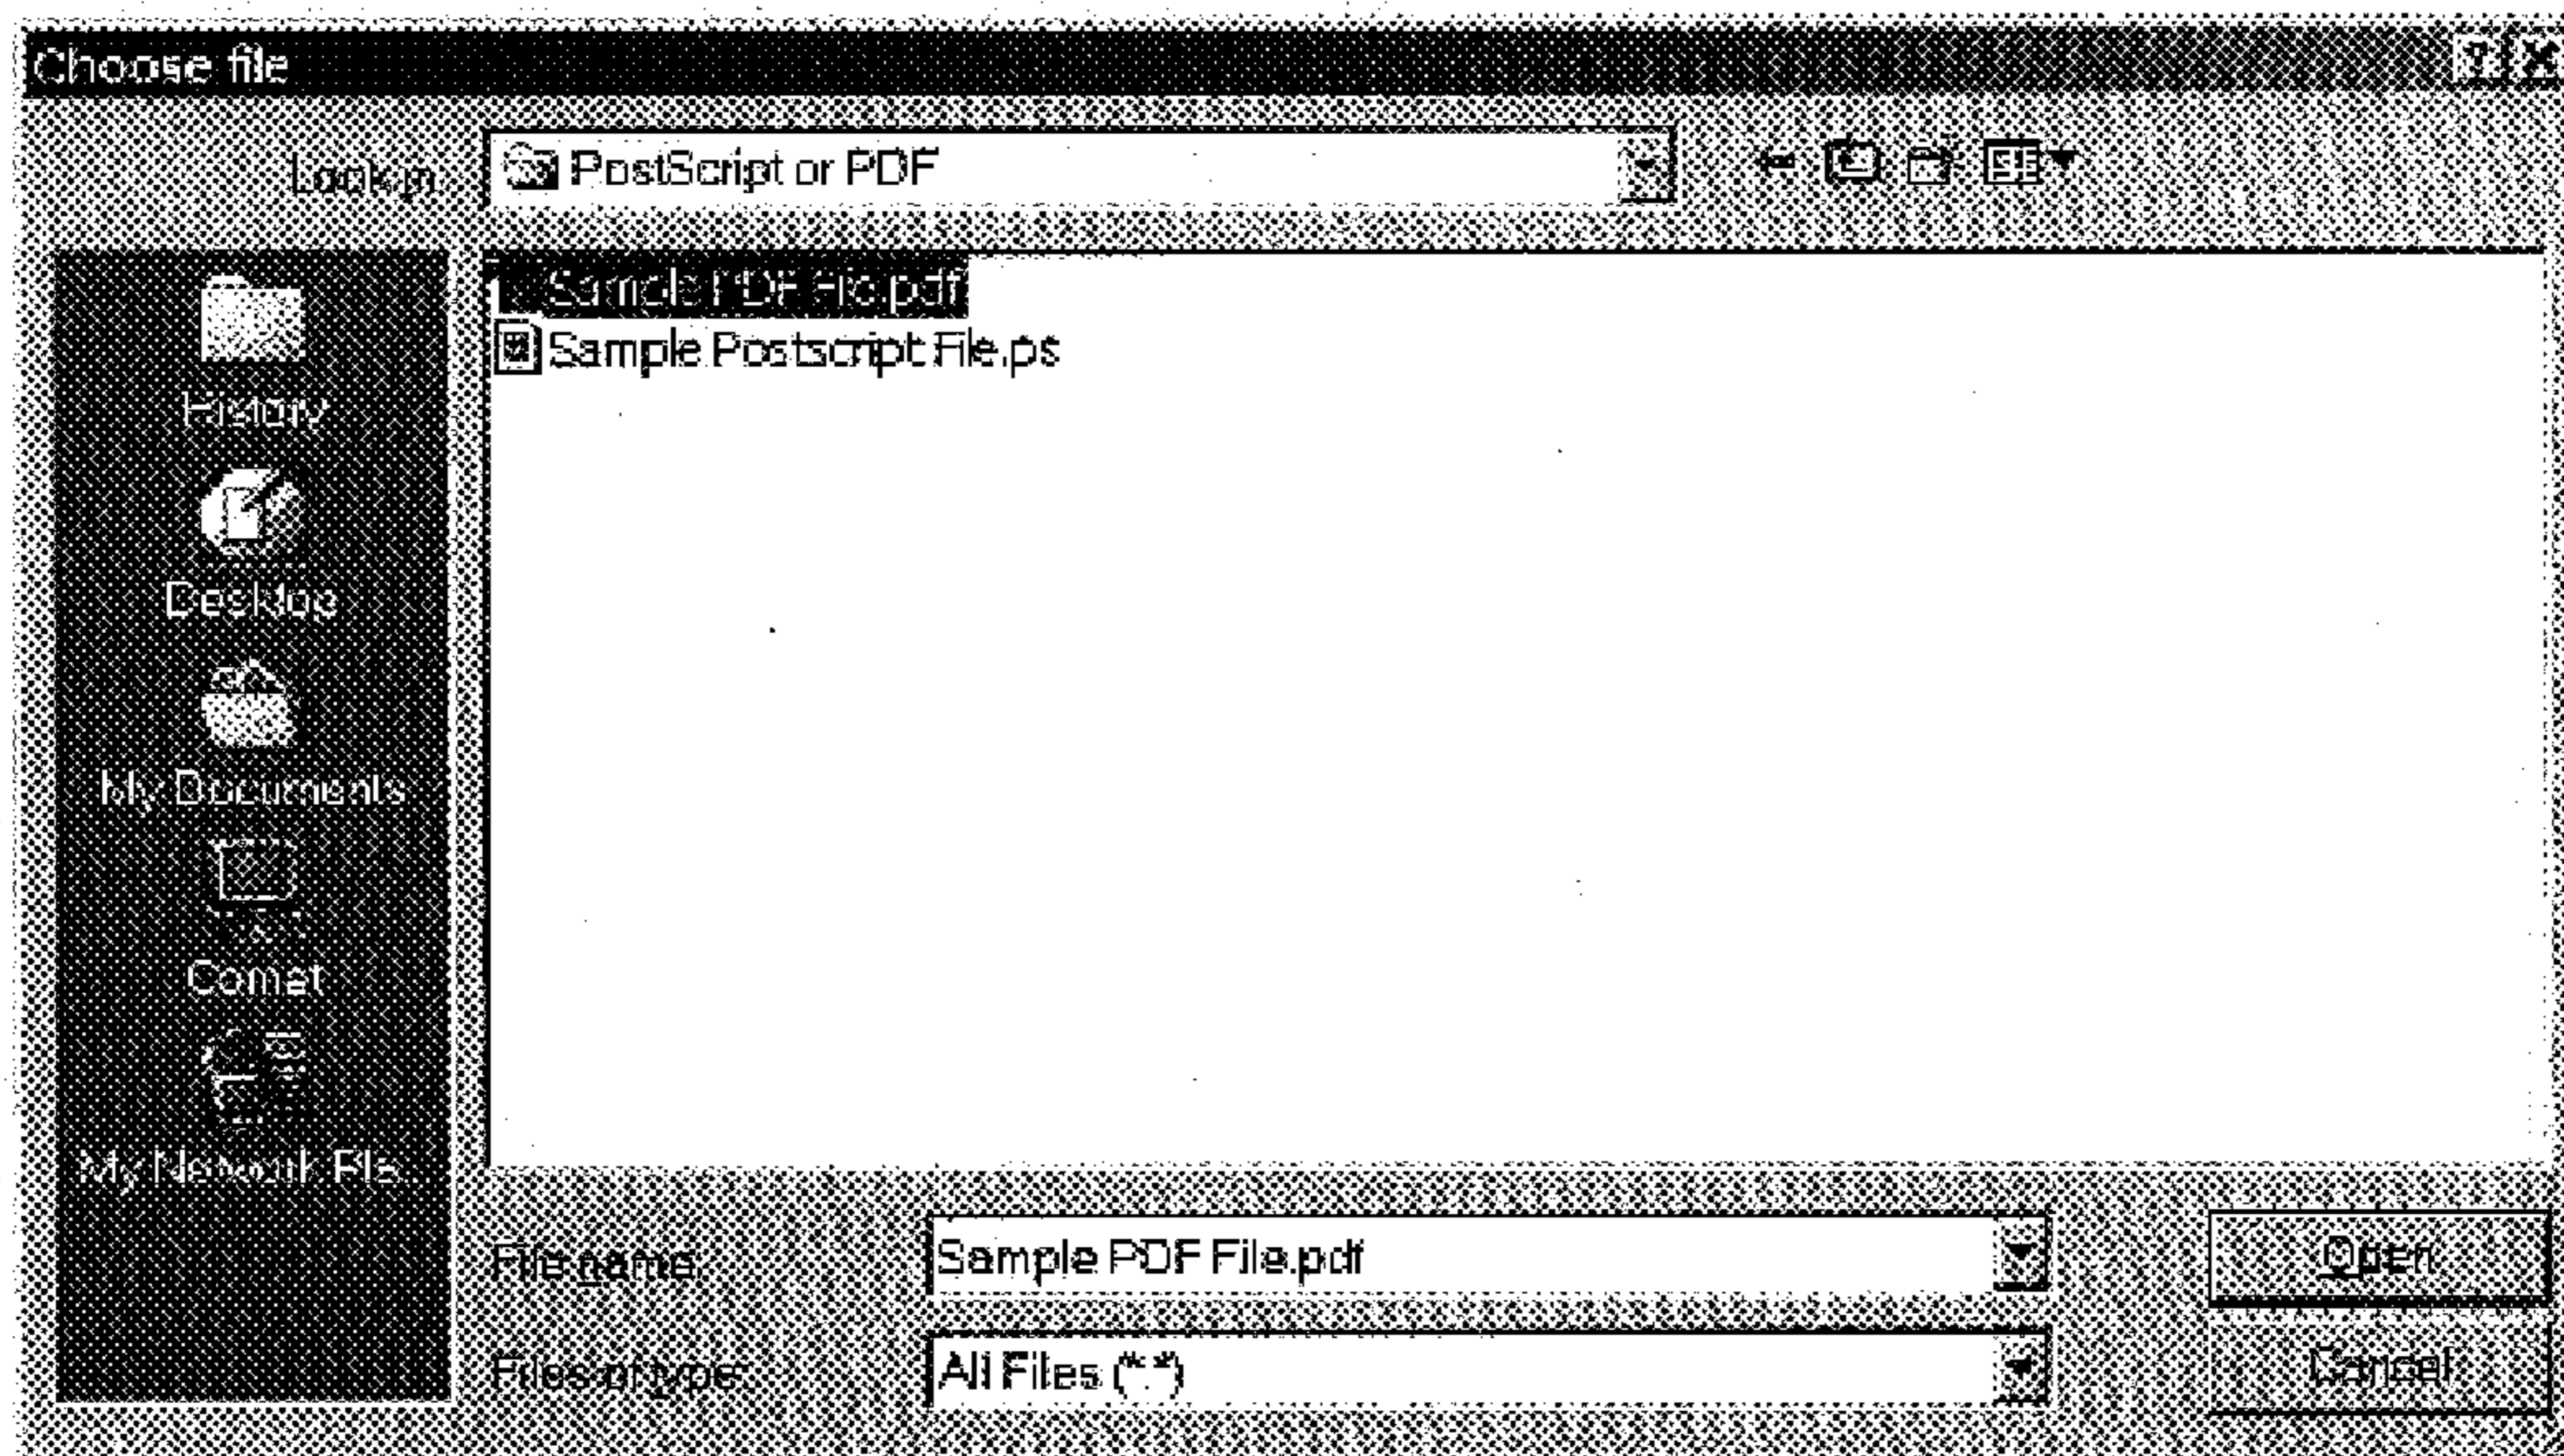 Choose file
Look in:
PostScript or PDF
Sample PDF File.pdf
Sample Postscript File.ps
History
Desktop
My Documents
Comet
My Network Pla...
File name:
Sample PDF File.pdf
Open
Files of type:
All Files (*.*)
Cancel